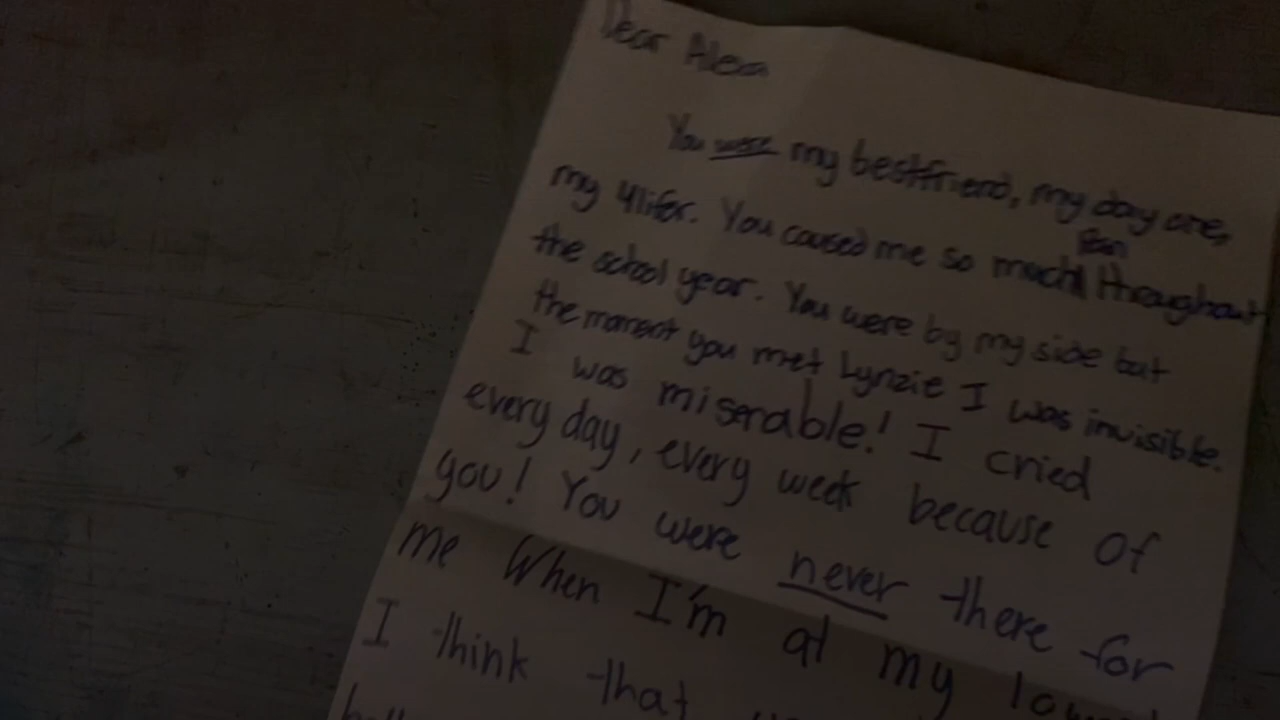 Dear Alexa
You were my bestfriend, my day one,
my 4lifer. You caused me so much Pain throughout
the school year. You were by my side but
the moment you met Lynzie I was invisible.
I was miserable! I cried
every day, every week because of
you! You were never there for
me When I'm at my
I think that